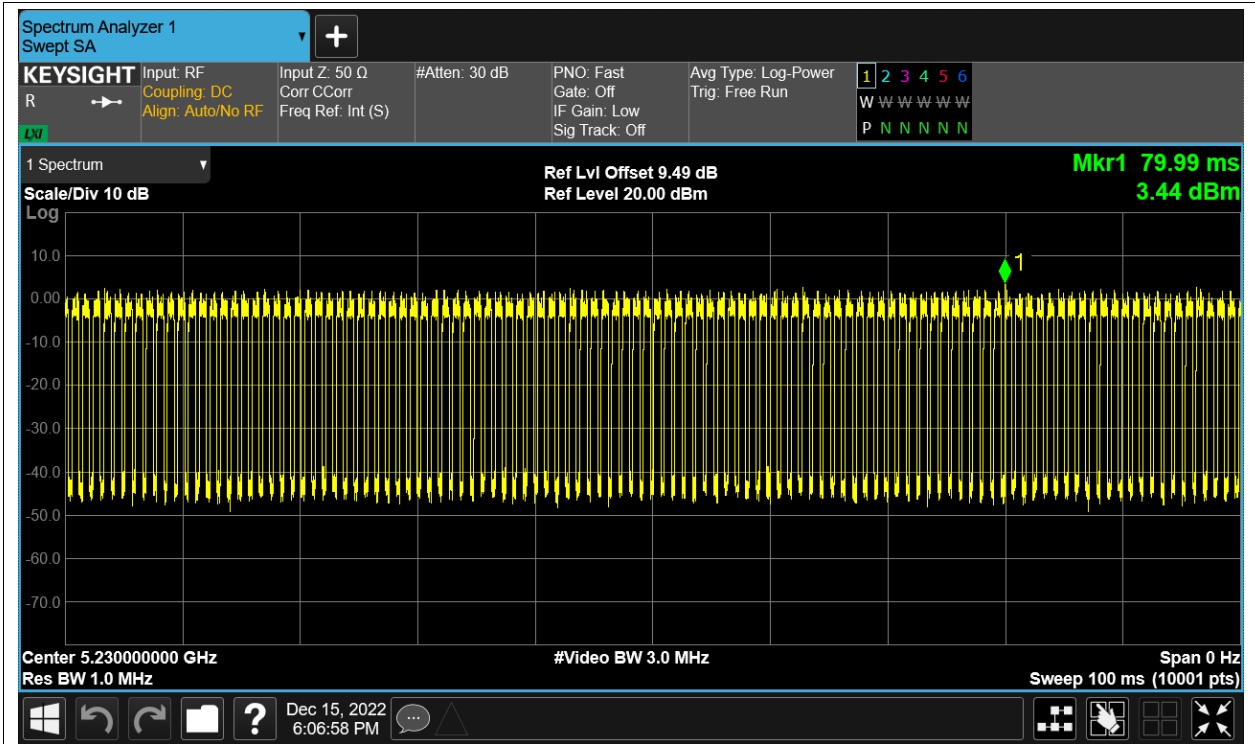 Spectrum Analyzer 1
Swept SA
KEYSIGHT
R
LXI
Input: RF
Coupling: DC
Align: Auto/No RF
Input Z: 50 Ω
Corr CCorr
Freq Ref: Int (S)
#Atten: 30 dB
PNO: Fast
Gate: Off
IF Gain: Low
Sig Track: Off
Avg Type: Log-Power
Trig: Free Run
1 2 3 4 5 6
W W W W W W
P N N N N N
1 Spectrum
Scale/Div 10 dB
Log
Ref Lvl Offset 9.49 dB
Ref Level 20.00 dBm
Mkr1 79.99 ms
3.44 dBm
1
10.0
0.00
-10.0
-20.0
-30.0
-40.0
-50.0
-60.0
-70.0
Center 5.230000000 GHz
#Video BW 3.0 MHz
Span 0 Hz
Res BW 1.0 MHz
Sweep 100 ms (10001 pts)
?
Dec 15, 2022
6:06:58 PM